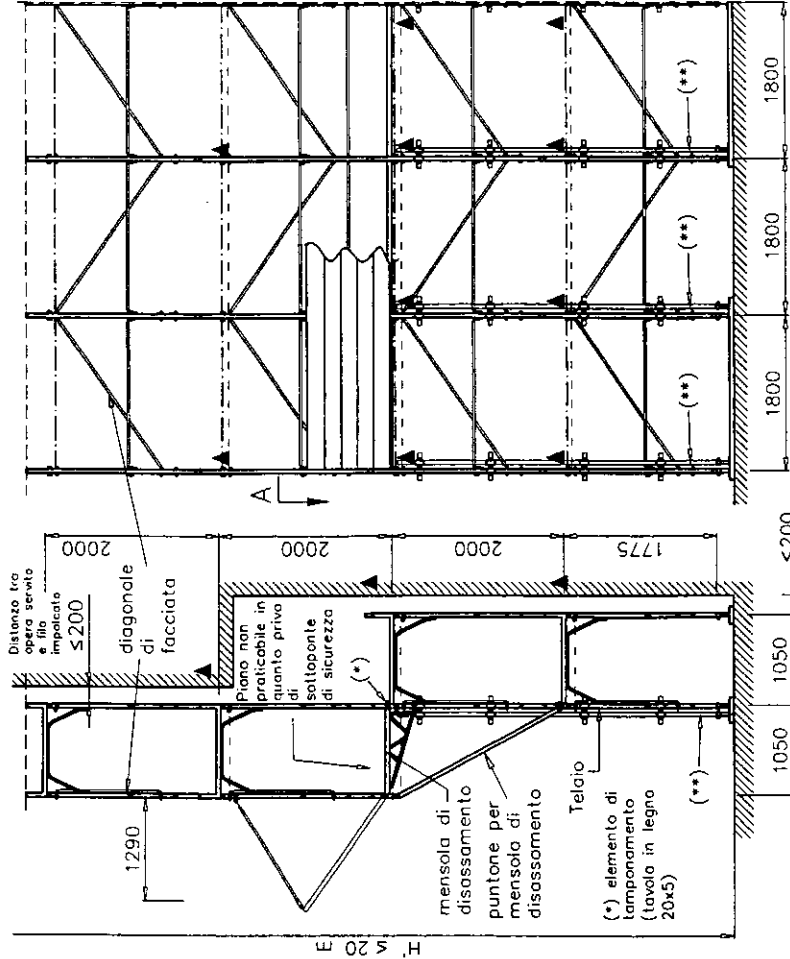 Distanza tra
opera servito
e filo
impalcato
≤200
diagonale
di
facciata
1290
2000
2000
2000
1775
Piano non
praticabile in
quanto privo
di
sottoponte
di sicurezza
(*)
A
mensola di
disassamento
puntone per
mensola di
disassamento
Telaio
(*) elemento di
tamponamento
(tavola in legno
20x5)
(**)
(**)
(**)
(**)
H' ≤ 20 m
1050
1050
≤200
1800
1800
1800